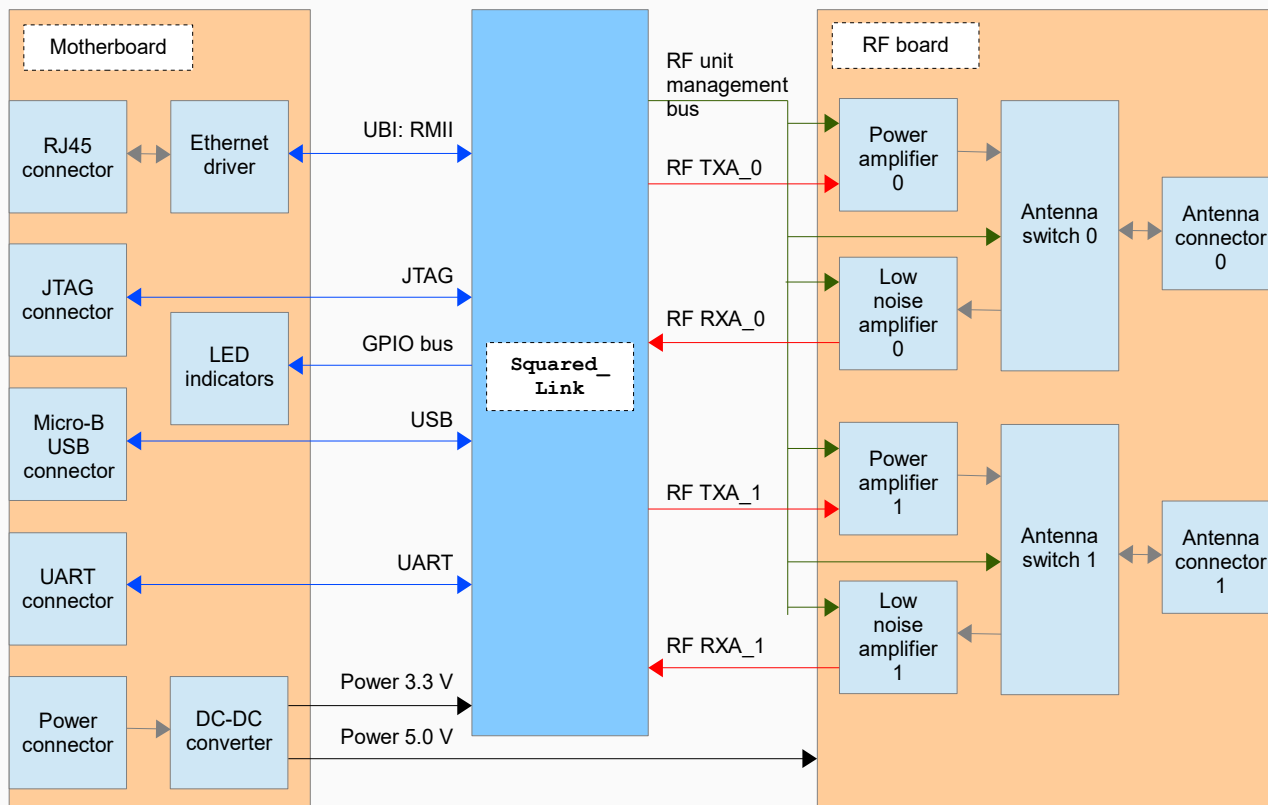 Motherboard
RJ45
connector
Ethernet
driver
JTAG
connector
LED
indicators
Micro-B
USB
connector
UART
connector
Power
connector
DC-DC
converter
UBI: RMII
JTAG
GPIO bus
USB
UART
Power 3.3 V
Power 5.0 V
Squared_
Link
RF unit
management
bus
RF TXA_0
RF RXA_0
RF TXA_1
RF RXA_1
RF board
Power
amplifier
0
Antenna
switch 0
Antenna
connector
0
Low
noise
amplifier
0
Power
amplifier
1
Antenna
switch 1
Antenna
connector
1
Low
noise
amplifier
1